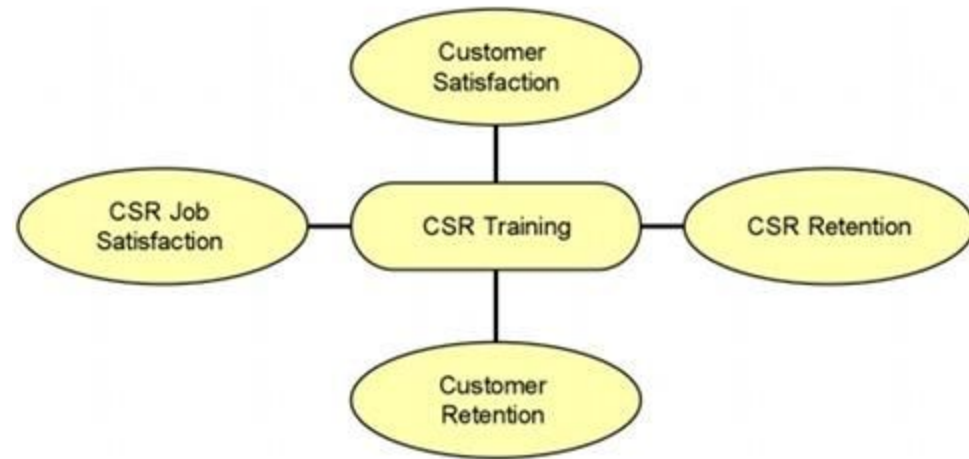 Customer
Satisfaction
CSR Job
Satisfaction
CSR Training
CSR Retention
Customer
Retention